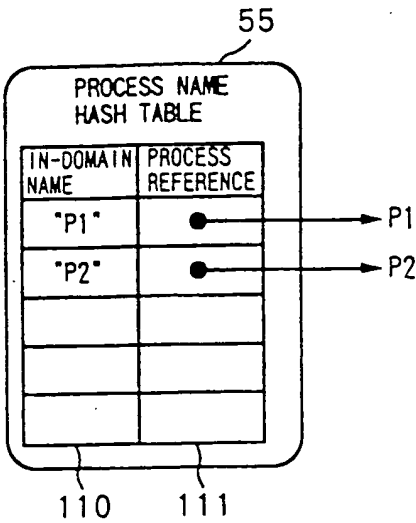 55
PROCESS NAME
HASH TABLE
IN-DOMAIN NAME
PROCESS REFERENCE
"P1"
P1
"P2"
P2
110
111